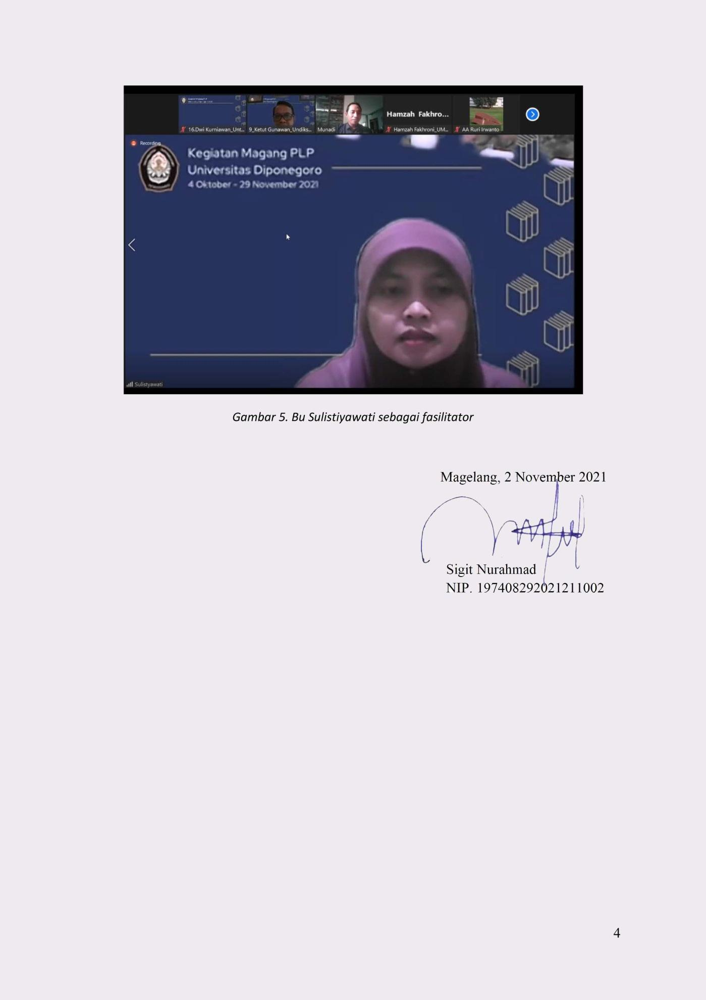 16.Dwi Kurniawan_Unt...
9_Ketut Gunawan_Undiks...
Munadi
Hamzah Fakhro...
Hamzah Fakhroni_UM...
AA Ruri Irwanto
Recording
Kegiatan Magang PLP
Universitas Diponegoro
4 Oktober - 29 November 2021
Sulistyawati
Gambar 5. Bu Sulistiyawati sebagai fasilitator
Magelang, 2 November 2021
Sigit Nurahmad
NIP. 197408292021211002
4